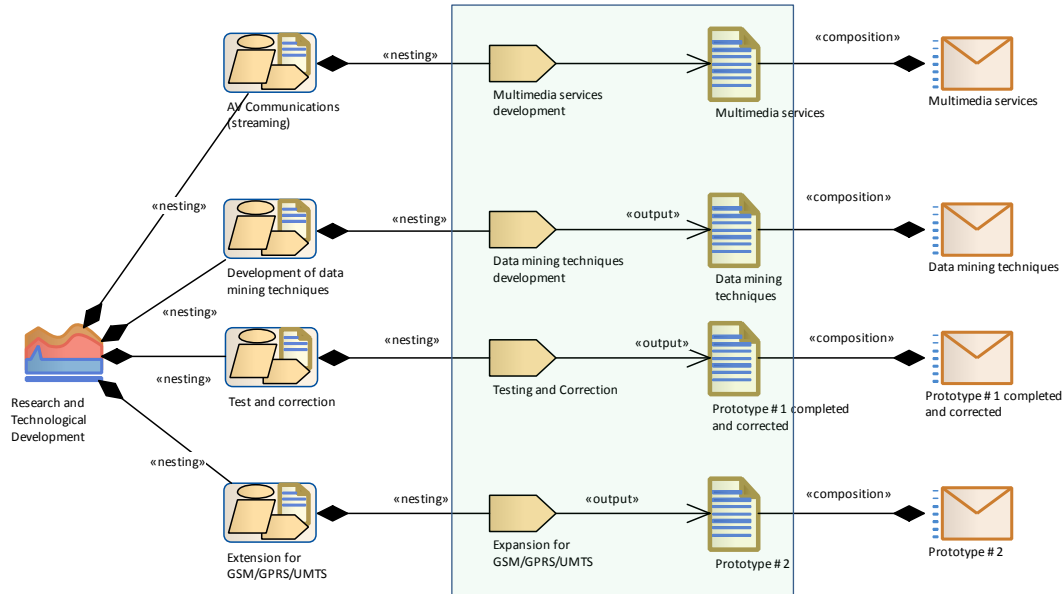 «composition»
«nesting»
AV Communications
(streaming)
Multimedia services
development
Multimedia services
Multimedia services
«nesting»
«nesting»
«output»
«composition»
Development of data
mining techniques
Data mining techniques
development
Data mining
techniques
Data mining techniques
«nesting»
«nesting»
«output»
«composition»
Research and
Technological
Development
«nesting»
Test and correction
Testing and Correction
Prototype # 1 completed
and corrected
Prototype # 1 completed
and corrected
«nesting»
«nesting»
«output»
«composition»
Extension for
GSM/GPRS/UMTS
Expansion for
GSM/GPRS/UMTS
Prototype # 2
Prototype # 2